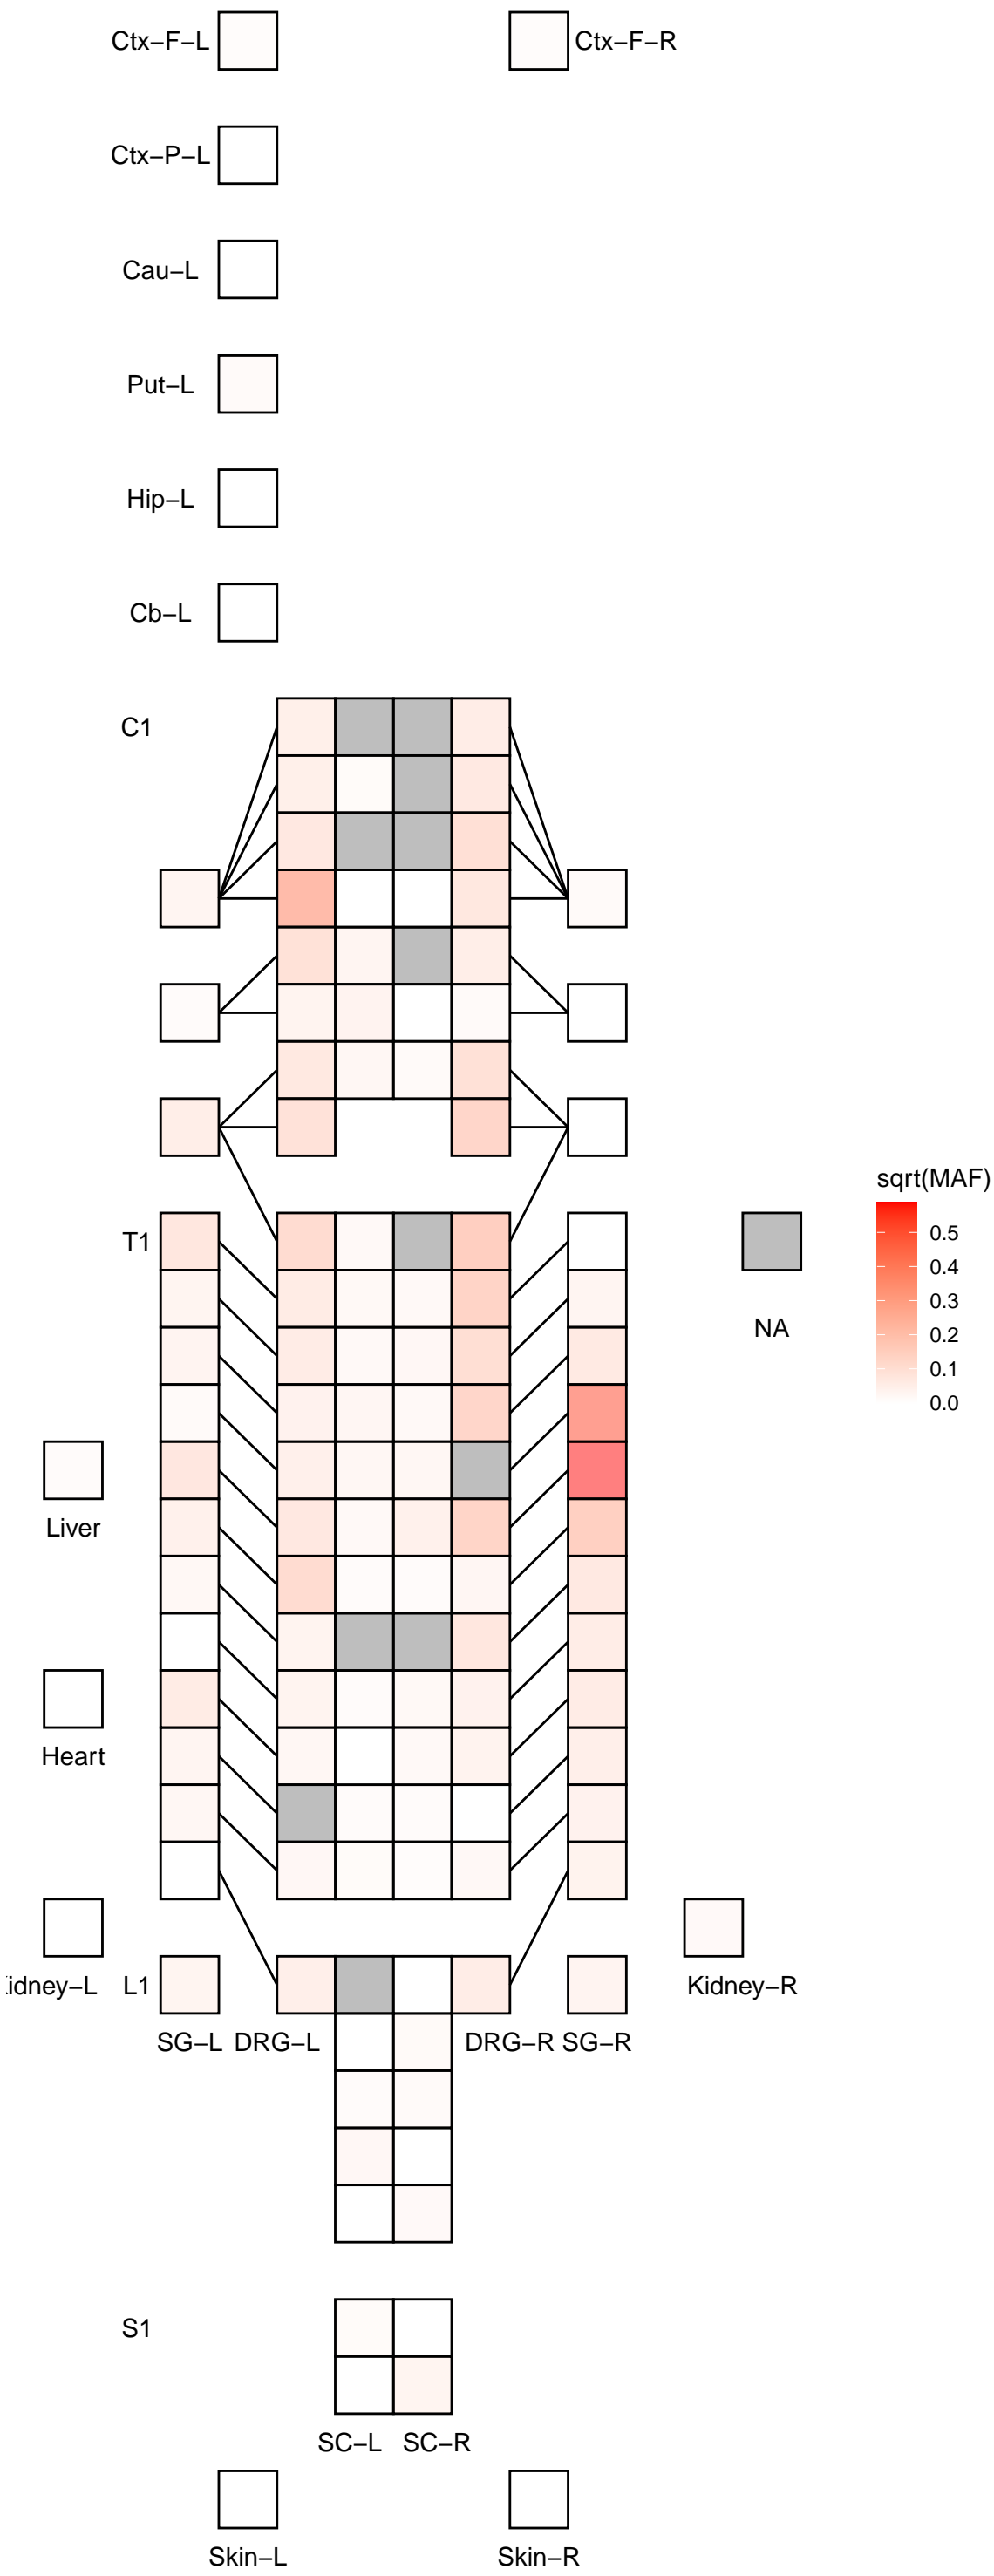 Ctx−F−L
Ctx−F−R
Ctx−P−L
Cau−L
Put−L
Hip−L
Cb−L
C1
T1
NA
sqrt(MAF)
0.5
0.4
0.3
0.2
0.1
0.0
Liver
Heart
idney−L
L1
Kidney−R
SG−L
DRG−L
DRG−R
SG−R
S1
SC−L
SC−R
Skin−L
Skin−R